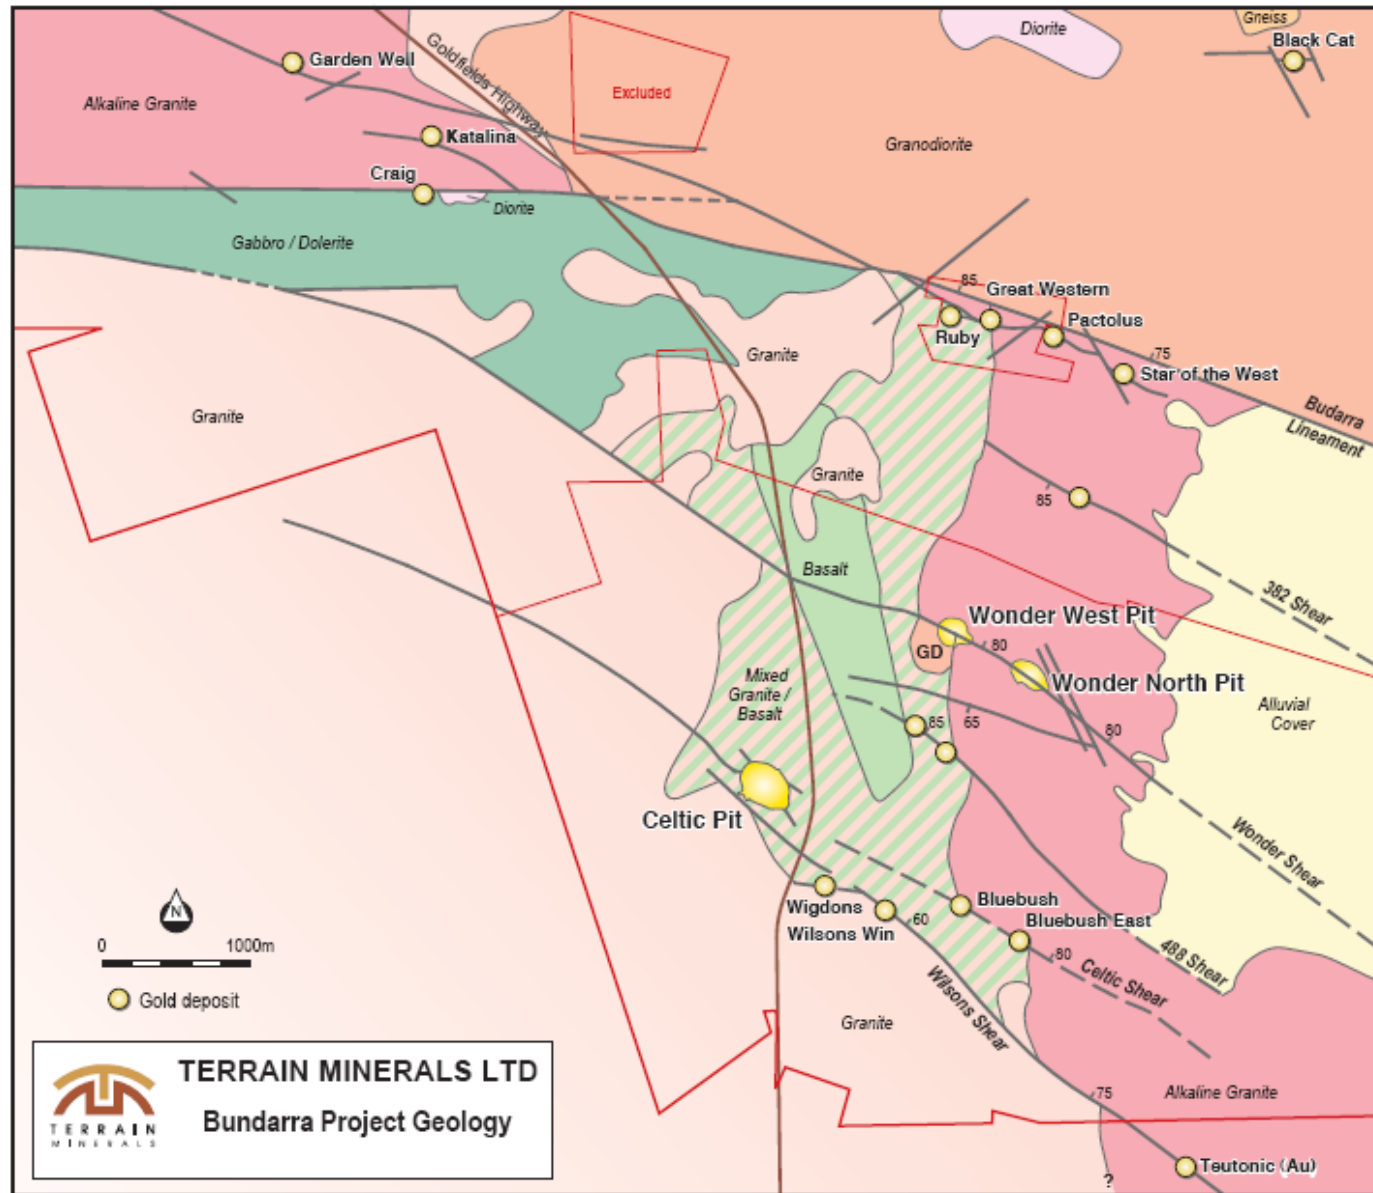 Gneiss
Diorite
Black Cat
Goldfields Highway
Garden Well
Excluded
Alkaline Granite
Katalina
Granodiorite
Craig
Diorite
Gabbro / Dolerite
85
Great Western
Pactolus
Ruby
Granite
75
Star of the West
Granite
Budarra
Lineament
Granite
85
Basalt
382 Shear
Wonder West Pit
80
GD
Wonder North Pit
Mixed
Granite /
Basalt
Alluvial
Cover
85
65
80
Celtic Pit
Wonder Shear
Wigdons
Bluebush
Wilsons Win
60
Bluebush East
80
488 Shear
Celtic Shear
Wilsons Shear
N
0
1000m
Gold deposit
Granite
75
Alkaline Granite
TERRAIN
MINERALS
TERRAIN MINERALS LTD
Bundarra Project Geology
Teutonic (Au)
?